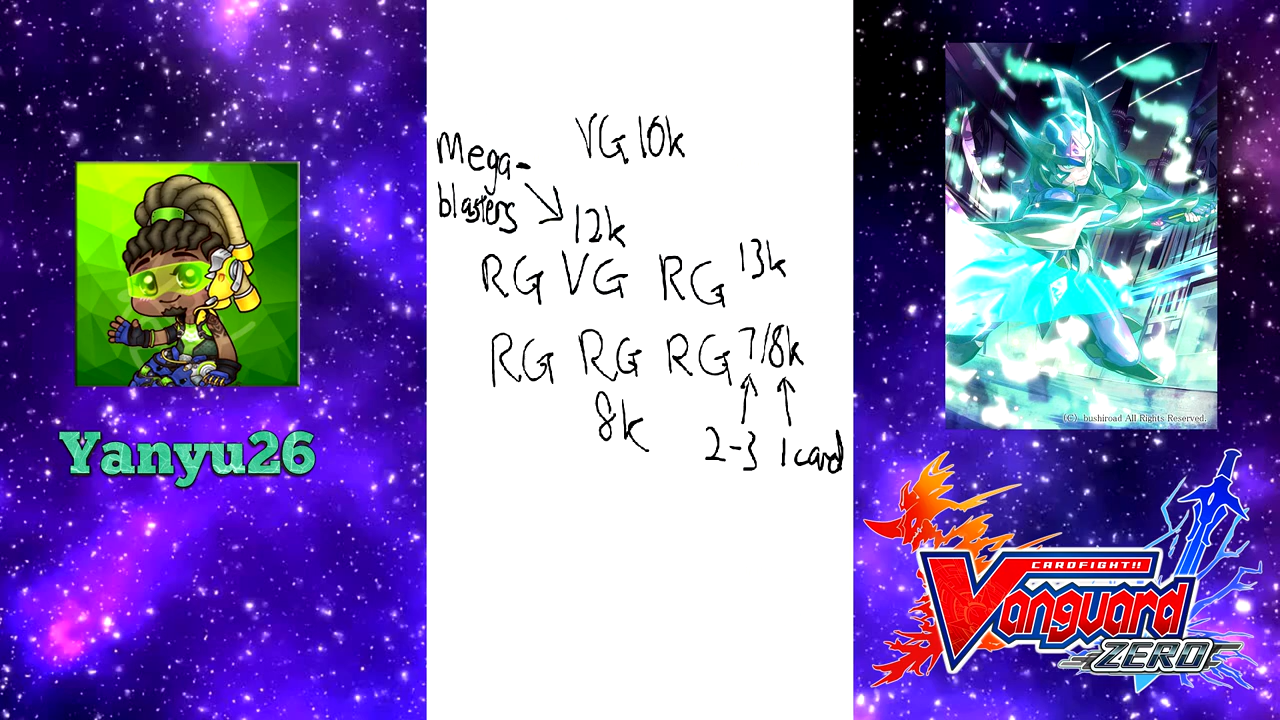 VG 10k
Mega-
blasters
12k
RG VG RG 13k
RG RG RG 7/8k
8k
2-3 1 card
Yanyu26
(C) bushiroad All Rights Reserved.
CARDFIGHT!!
Vanguard
ZERO